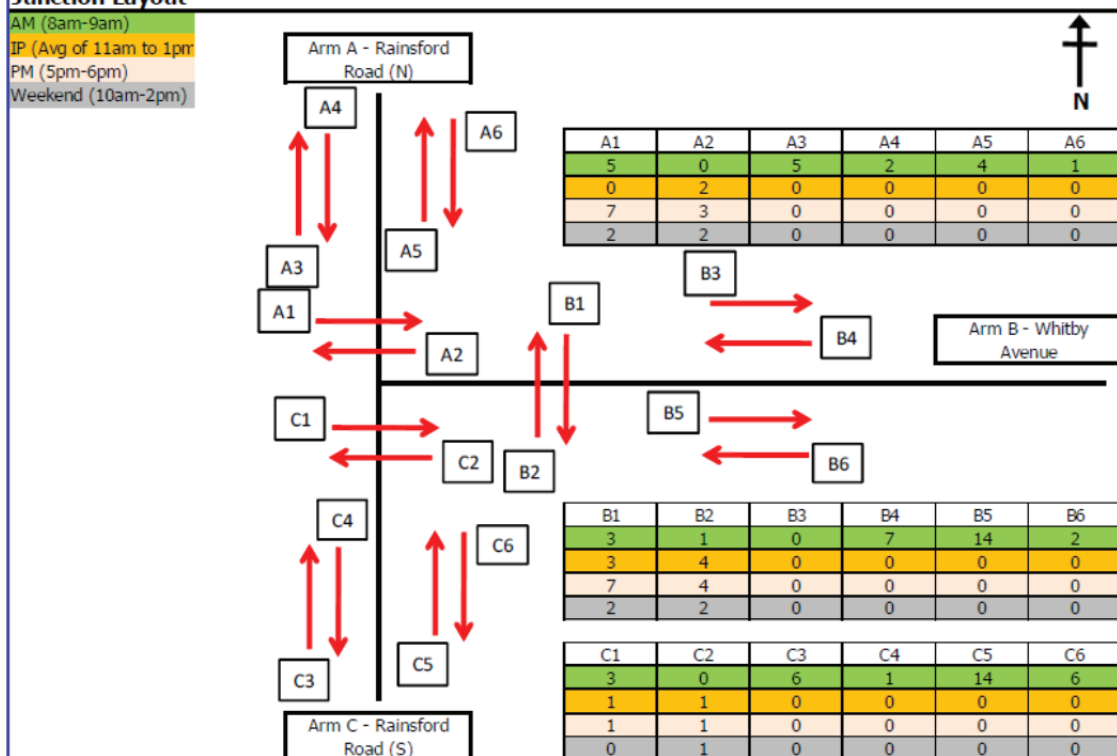 Junction Layout
AM (8am-9am)
IP (Avg of 11am to 1pm
PM (5pm-6pm)
Weekend (10am-2pm)
Arm A - Rainsford
Road (N)
N
A4
A6
A1 A2 A3 A4 A5 A6
5 0 5 2 4 1
0 2 0 0 0 0
7 3 0 0 0 0
2 2 0 0 0 0
A3
A5
A1
A2
B1
B3
B4
Arm B - Whitby
Avenue
C1
C2
B2
B5
B6
C4
C6
B1 B2 B3 B4 B5 B6
3 1 0 7 14 2
3 4 0 0 0 0
7 4 0 0 0 0
2 2 0 0 0 0
C3
C5
C1 C2 C3 C4 C5 C6
3 0 6 1 14 6
1 1 0 0 0 0
1 1 0 0 0 0
0 1 0 0 0 0
Arm C - Rainsford
Road (S)